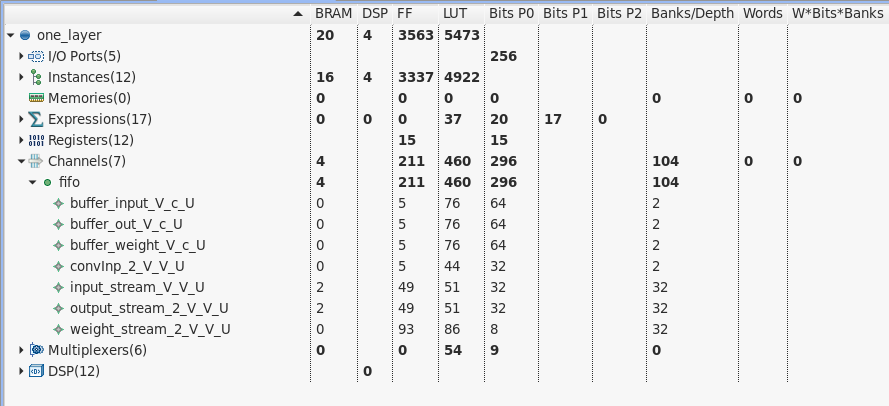 BRAM DSP FF LUT Bits P0 Bits P1 Bits P2 Banks/Depth Words W*Bits*Banks
one_layer 20 4 3563 5473
I/O Ports(5) 256
Instances(12) 16 4 3337 4922
Memories(0) 0 0 0 0 0 0 0
Expressions(17) 0 0 0 37 20 17 0
Registers(12) 15 15
Channels(7) 4 211 460 296 104 0 0
fifo 4 211 460 296 104
buffer_input_V_c_U 0 5 76 64 2
buffer_out_V_c_U 0 5 76 64 2
buffer_weight_V_c_U 0 5 76 64 2
convInp_2_V_V_U 0 5 44 32 2
input_stream_V_V_U 2 49 51 32 32
output_stream_2_V_V_U 2 49 51 32 32
weight_stream_2_V_V_U 0 93 86 8 32
Multiplexers(6) 0 0 54 9 0
DSP(12) 0